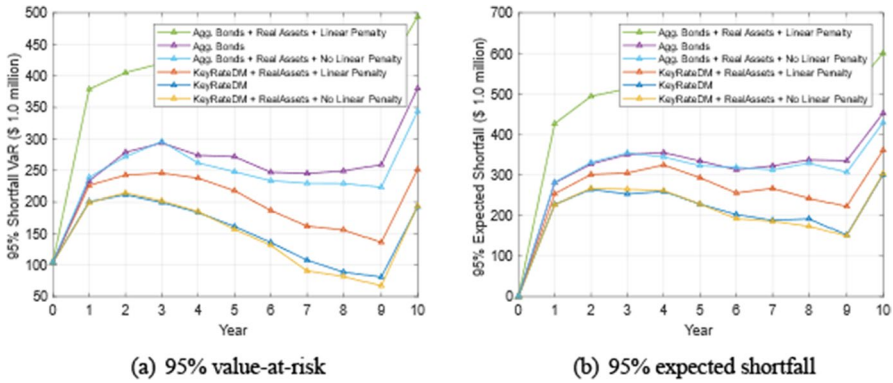 500
450
400
350
300
250
200
150
100
50
95% Shortfall VaR ($ 1.0 million)
Agg. Bonds + Real Assets + Linear Penalty
Agg. Bonds
Agg. Bonds + Real Assets + No Linear Penalty
KeyRateDM + RealAssets + Linear Penalty
KeyRateDM
KeyRateDM + RealAssets + No Linear Penalty
0 1 2 3 4 5 6 7 8 9 10
Year
(a) 95% value-at-risk
700
600
500
400
300
200
100
0
95% Expected Shortfall ($ 1.0 million)
Agg. Bonds + Real Assets + Linear Penalty
Agg. Bonds
Agg. Bonds + Real Assets + No Linear Penalty
KeyRateDM + RealAssets + Linear Penalty
KeyRateDM
KeyRateDM + RealAssets + No Linear Penalty
0 1 2 3 4 5 6 7 8 9 10
Year
(b) 95% expected shortfall